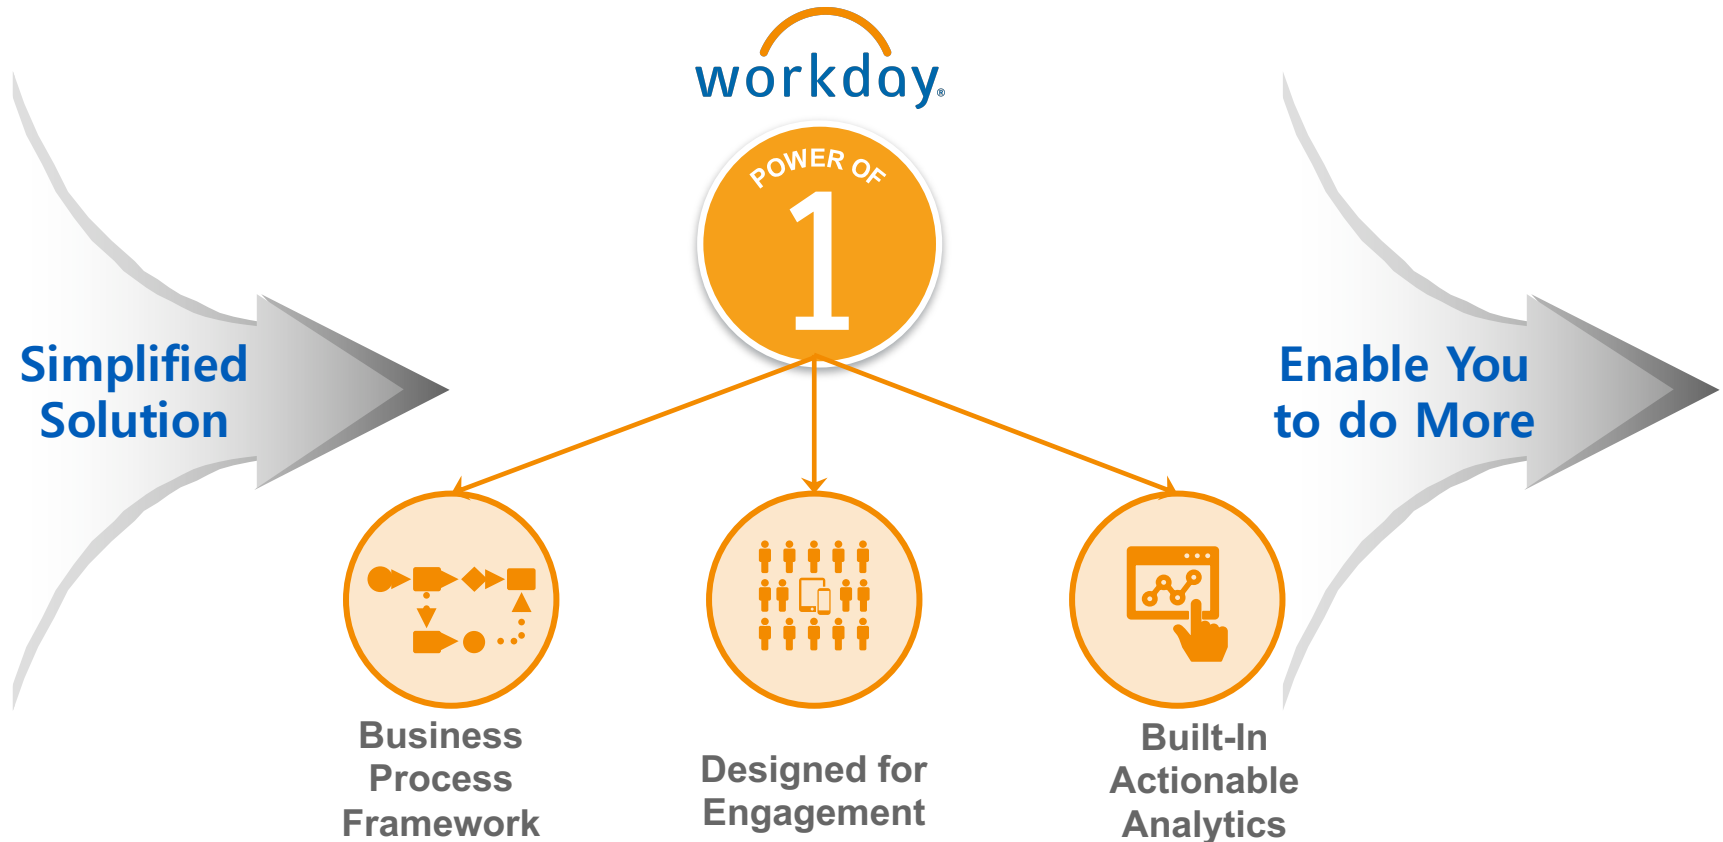 workday®
POWER OF
1
Simplified
Solution
Enable You
to do More
Business
Process
Framework
Designed for
Engagement
Built-In
Actionable
Analytics